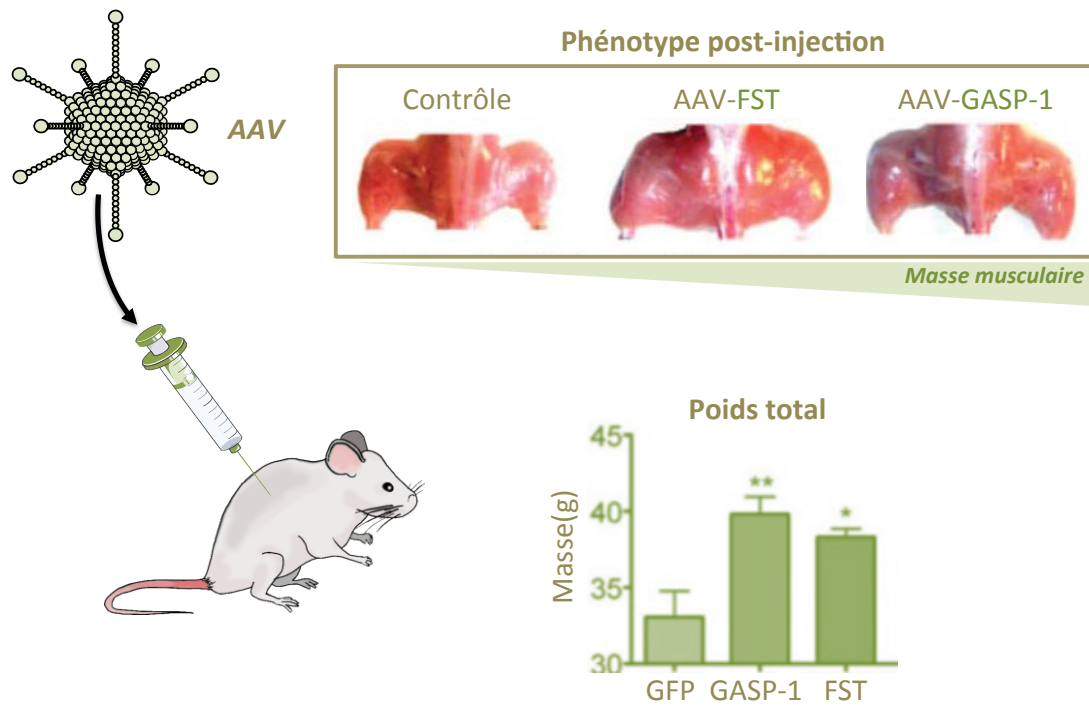 Phénotype post-injection
Contrôle
AAV-FST
AAV-GASP-1
AAV
Masse musculaire
Poids total
Masse(g)
45
40
35
30
**
*
GFP
GASP-1
FST